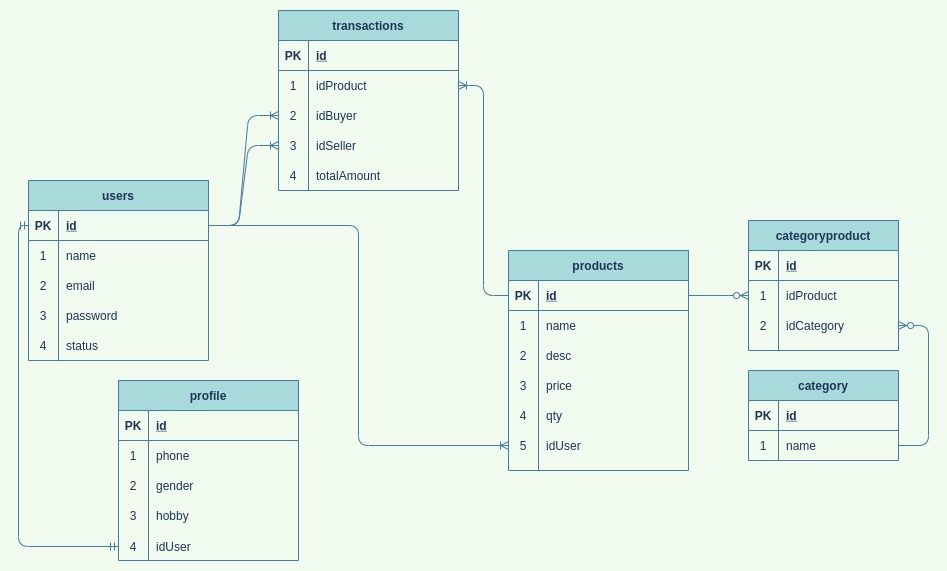 transactions
PK id
1 idProduct
2 idBuyer
3 idSeller
4 totalAmount
users
PK id
1 name
2 email
3 password
4 status
profile
PK id
1 phone
2 gender
3 hobby
4 idUser
products
PK id
1 name
2 desc
3 price
4 qty
5 idUser
categoryproduct
PK id
1 idProduct
2 idCategory
category
PK id
1 name